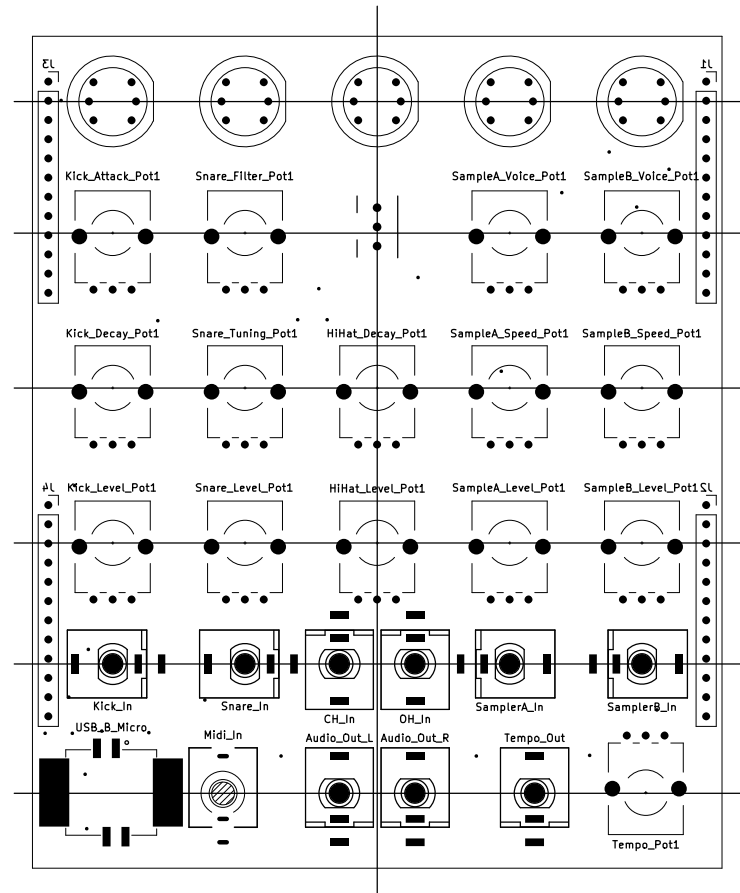 J3
J1
Kick_Attack_Pot1
Snare_Filter_Pot1
SampleA_Voice_Pot1
SampleB_Voice_Pot1
Kick_Decay_Pot1
Snare_Tuning_Pot1
HiHat_Decay_Pot1
SampleA_Speed_Pot1
SampleB_Speed_Pot1
J4
Kick_Level_Pot1
Snare_Level_Pot1
HiHat_Level_Pot1
SampleA_Level_Pot1
SampleB_Level_Pot1
J2
Kick_In
Snare_In
CH_In
OH_In
SamplerA_In
SamplerB_In
USB_B_Micro
Midi_In
Audio_Out_L
Audio_Out_R
Tempo_Out
Tempo_Pot1